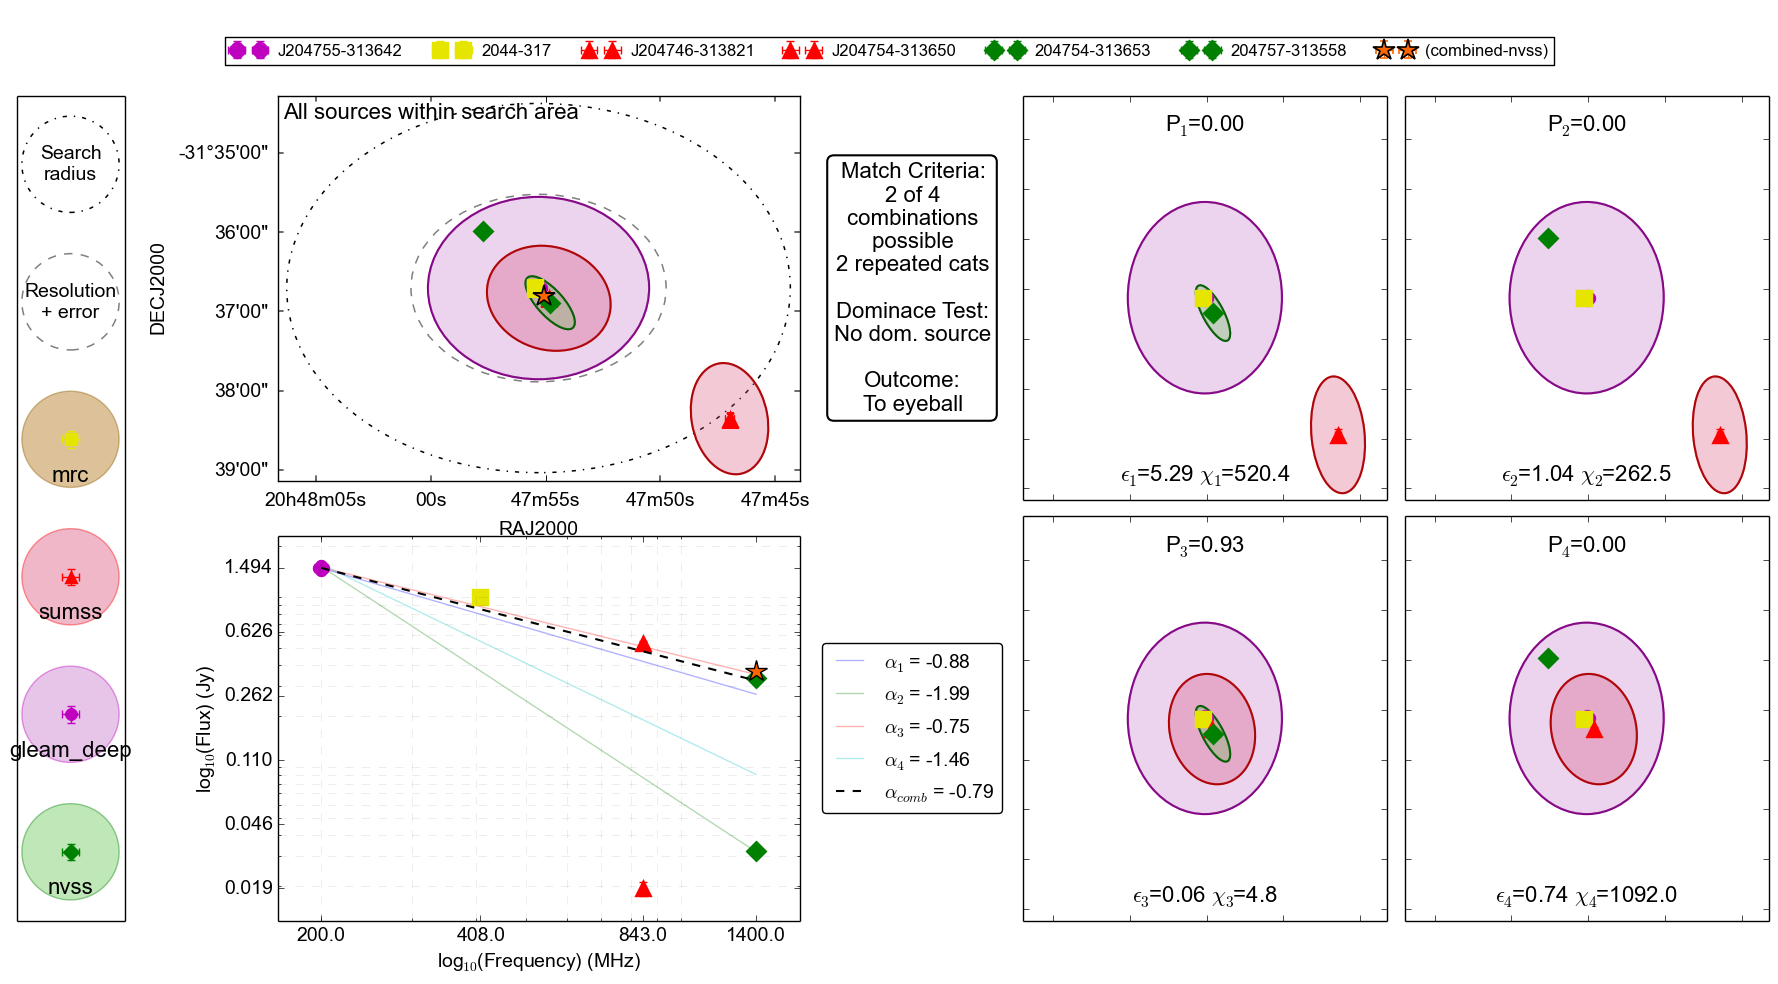 J204755-313642 2044-317 J204746-313821 J204754-313650 204754-313653 204757-313558 (combined-nvss)
Search
radius
Resolution
+ error
mrc
sumss
gleam_deep
nvss
All sources within search area
DECJ2000
-31°35'00"
36'00"
37'00"
38'00"
39'00"
20h48m05s 00s 47m55s 47m50s 47m45s
RAJ2000
Match Criteria:
2 of 4
combinations
possible
2 repeated cats
Dominace Test:
No dom. source
Outcome:
To eyeball
P1=0.00
ϵ1=5.29 χ1=520.4
P2=0.00
ϵ2=1.04 χ2=262.5
log10(Flux) (Jy)
1.494
0.626
0.262
0.110
0.046
0.019
200.0 408.0 843.0 1400.0
log10(Frequency) (MHz)
α1 = -0.88
α2 = -1.99
α3 = -0.75
α4 = -1.46
αcomb = -0.79
P3=0.93
ϵ3=0.06 χ3=4.8
P4=0.00
ϵ4=0.74 χ4=1092.0